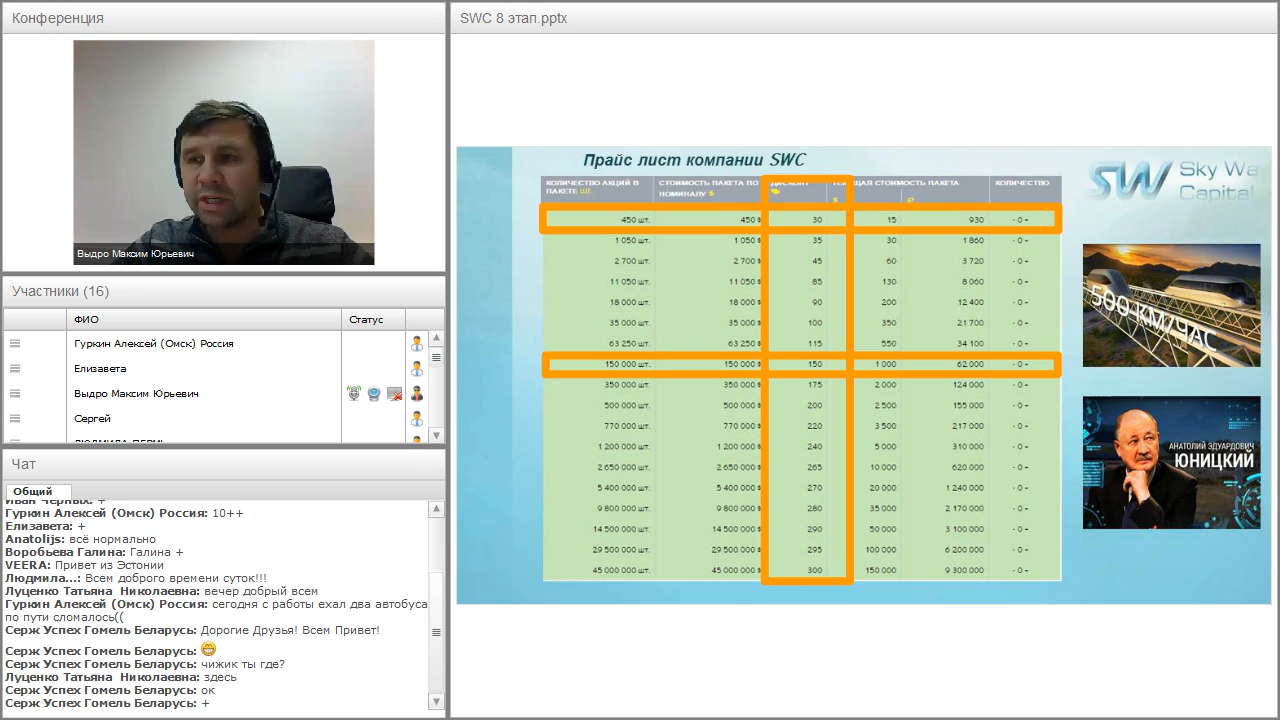 Конференция
Выдро Максим Юрьевич
Участники (16)
ФИО
Статус
Гуркин Алексей (Омск) Россия
Елизавета
Выдро Максим Юрьевич
Сергей
Чат
Общий
Иван Черных: +
Гуркин Алексей (Омск) Россия: 10++
Елизавета: +
Anatolijs: всё нормально
Воробьева Галина: Галина +
VEERA: Привет из Эстонии
Людмила...: Всем доброго времени суток!!!
Луценко Татьяна Николаевна: вечер добрый всем
Гуркин Алексей (Омск) Россия: сегодня с работы ехал два автобуса
по пути сломалось((
Серж Успех Гомель Беларусь: Дорогие Друзья! Всем Привет!
Серж Успех Гомель Беларусь:
Серж Успех Гомель Беларусь: чижик ты где?
Луценко Татьяна Николаевна: здесь
Серж Успех Гомель Беларусь: ок
Серж Успех Гомель Беларусь: +
SWC 8 этап.pptx
Прайс лист компании SWC
КОЛИЧЕСТВО АКЦИЙ В
ПАКЕТЕ ШТ.
СТОИМОСТЬ ПАКЕТА ПО
НОМИНАЛУ $
СТОИМОСТЬ ПАКЕТА
$
₽
КОЛИЧЕСТВО
450 шт. 450 $ 30 15 930 - 0 +
1 050 шт. 1 050 $ 35 30 1 860 - 0 +
2 700 шт. 2 700 $ 45 60 3 720 - 0 +
11 050 шт. 11 050 $ 85 130 8 060 - 0 +
18 000 шт. 18 000 $ 90 200 12 400 - 0 +
35 000 шт. 35 000 $ 100 350 21 700 - 0 +
63 250 шт. 63 250 $ 115 550 34 100 - 0 +
150 000 шт. 150 000 $ 150 1 000 62 000 - 0 +
350 000 шт. 350 000 $ 175 2 000 124 000 - 0 +
500 000 шт. 500 000 $ 200 2 500 155 000 - 0 +
770 000 шт. 770 000 $ 220 3 500 217 000 - 0 +
1 200 000 шт. 1 200 000 $ 240 5 000 310 000 - 0 +
2 650 000 шт. 2 650 000 $ 265 10 000 620 000 - 0 +
5 400 000 шт. 5 400 000 $ 270 20 000 1 240 000 - 0 +
9 800 000 шт. 9 800 000 $ 280 35 000 2 170 000 - 0 +
14 500 000 шт. 14 500 000 $ 290 50 000 3 100 000 - 0 +
29 500 000 шт. 29 500 000 $ 295 100 000 6 200 000 - 0 +
45 000 000 шт. 45 000 000 $ 300 150 000 9 300 000 - 0 +
SW Sky Wa
Capital
500 КМ/ЧАС
АНАТОЛИЙ ЭДУАРДОВИЧ
ЮНИЦКИЙ